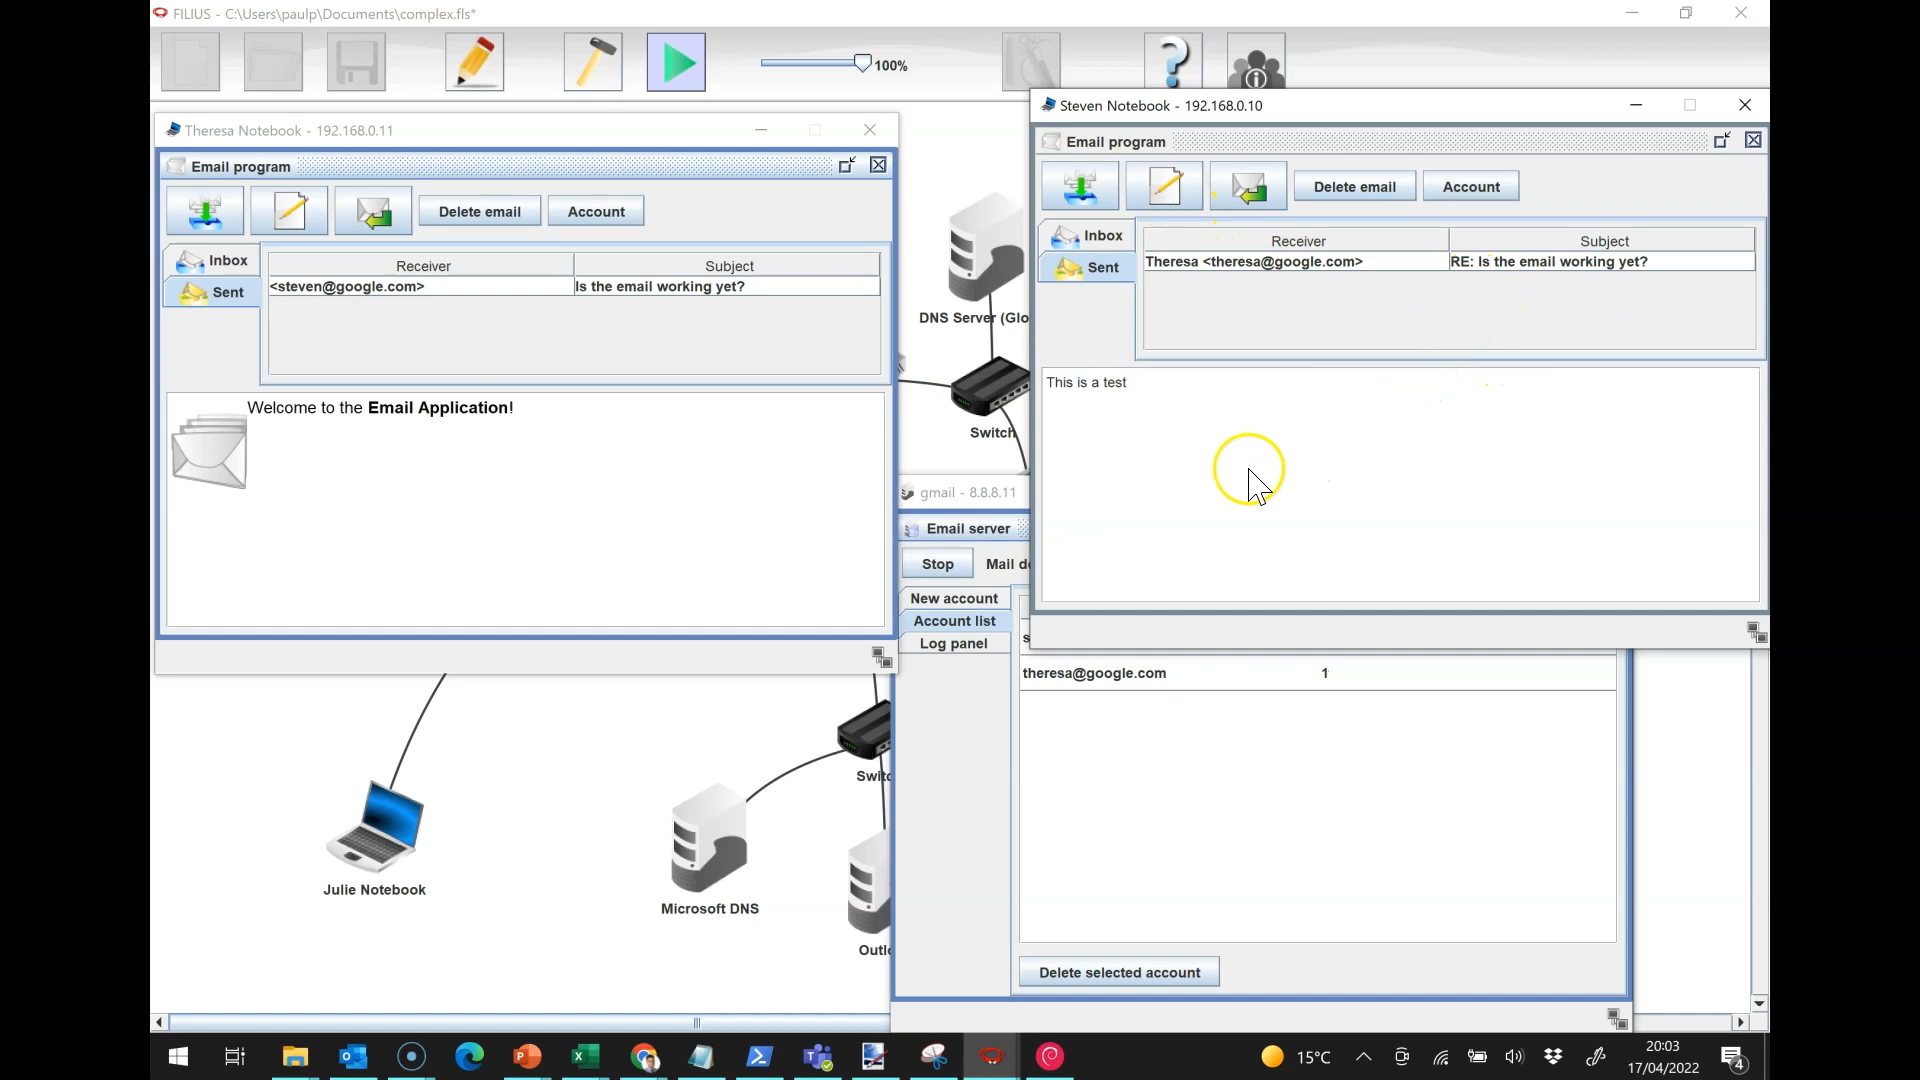 FILIUS - C:\Users\paulp\Documents\complex.fls*
100%
Theresa Notebook - 192.168.0.11
Email program
Delete email
Account
Inbox
Sent
Receiver
Subject
<steven@google.com>
Is the email working yet?
Welcome to the Email Application!
Steven Notebook - 192.168.0.10
Email program
Delete email
Account
Inbox
Sent
Receiver
Subject
Theresa <theresa@google.com>
RE: Is the email working yet?
This is a test
DNS Server (Glo
Switch
gmail - 8.8.8.11
Email server
Stop
Mail d
New account
Account list
Log panel
s
theresa@google.com
1
Delete selected account
Julie Notebook
Microsoft DNS
Switc
Outl
15°C
20:03
17/04/2022
4